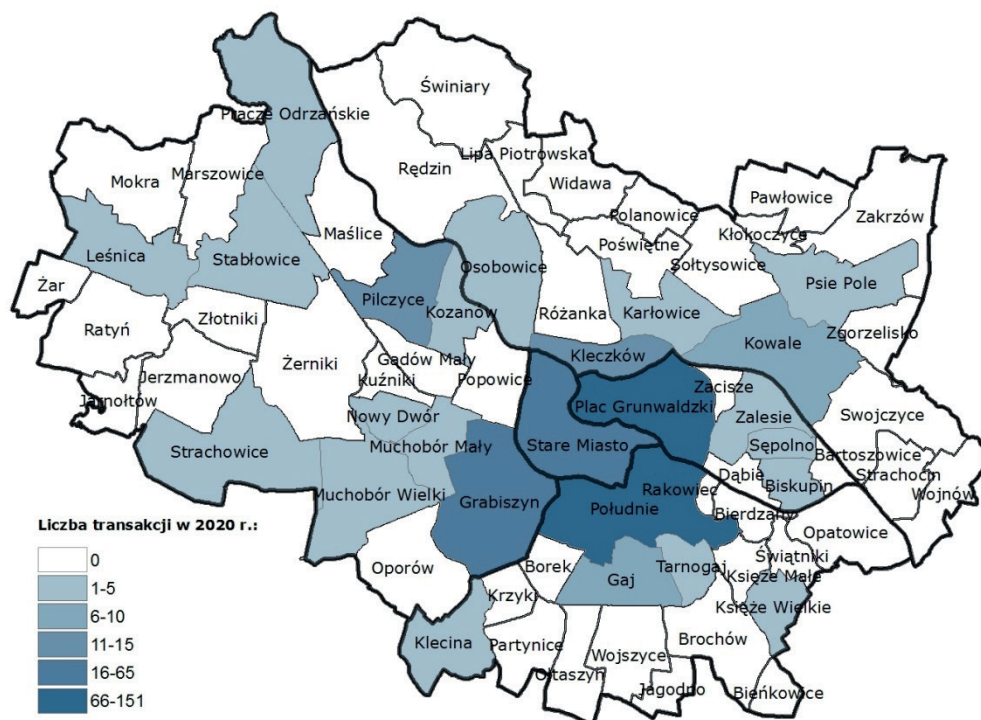 Świniary
Pracze Odrzańskie
Lipa Piotrowska
Rędzin
Marszowice
Mokra
Widawa
Pawłowice
Polanowice
Zakrzów
Kłokoczyce
Maślice
Poświętne
Leśnica
Stabłowice
Osobowice
Sołtysowice
Psie Pole
Żar
Pilczyce
Kozanów
Karłowice
Złotniki
Różanka
Ratyń
Zgorzelisko
Kowale
Gadów Mały
Kleczków
Żerniki
Jerzmanowo
Kuźniki
Popowice
Zacisze
Jarnołtów
Plac Grunwaldzki
Nowy Dwór
Zalesie
Swojczyce
Stare Miasto
Muchobór Mały
Sępolno
Strachowice
Bartoszowice
Dąbie
Strachocin
Biskupin
Muchobór Wielki
Rakowiec
Wojnów
Grabiszyn
Południe
Bierdzany
Liczba transakcji w 2020 r.:
Opatowice
0
Oporów
Borek
Gaj
Tarnogaj
Świątniki
Księże Małe
1-5
Krzyki
Księże Wielkie
6-10
11-15
Klecina
Partynice
Brochów
Wojszyce
16-65
Ołtaszyn
Jagodno
Bieńkowice
66-151